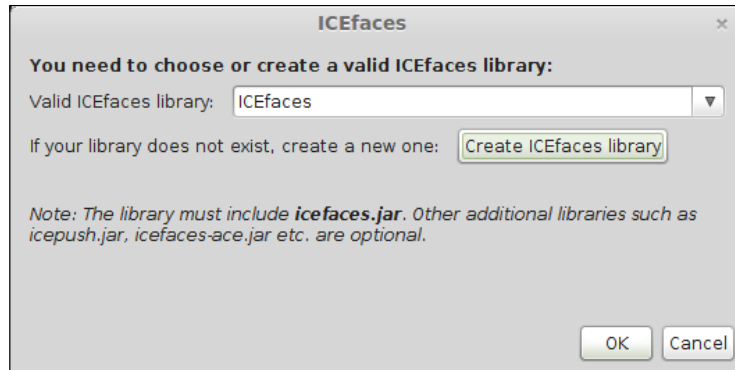 ICEfaces
You need to choose or create a valid ICEfaces library:
Valid ICEfaces library: ICEfaces
If your library does not exist, create a new one: Create ICEfaces library
Note: The library must include icefaces.jar. Other additional libraries such as
icepush.jar, icefaces-ace.jar etc. are optional.
OK Cancel